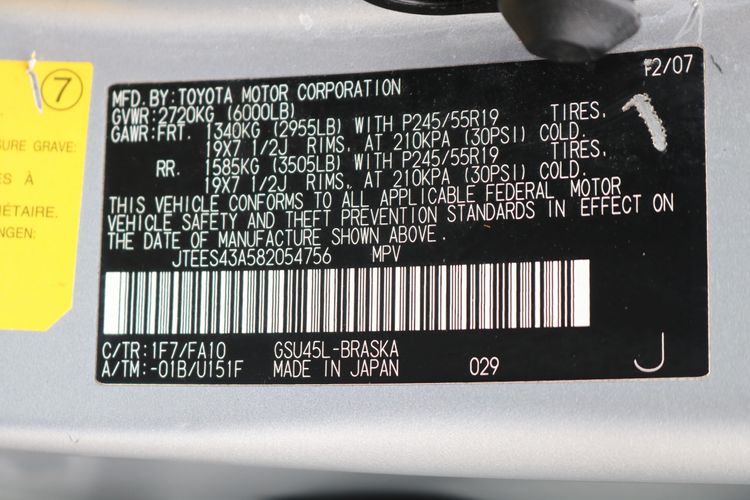 7
SURE GRAVE:
ES À
IÉTAIRE.
NGEN:
12/07
MFD. BY: TOYOTA MOTOR CORPORATION
GVWR: 2720KG (6000LB)
GAWR: FRT. 1340KG (2955LB) WITH P245/55R19 TIRES,
19X7 1/2J RIMS, AT 210KPA (30PSI) COLD.
RR. 1585KG (3505LB) WITH P245/55R19 TIRES,
19X7 1/2J RIMS, AT 210KPA (30PSI) COLD.
THIS VEHICLE CONFORMS TO ALL APPLICABLE FEDERAL MOTOR
VEHICLE SAFETY AND THEFT PREVENTION STANDARDS IN EFFECT ON
THE DATE OF MANUFACTURE SHOWN ABOVE.
JTEES43A582054756 MPV
C/TR: 1F7/FA10 GSU45L-BRASKA
A/TM: -01B/U151F MADE IN JAPAN 029 J